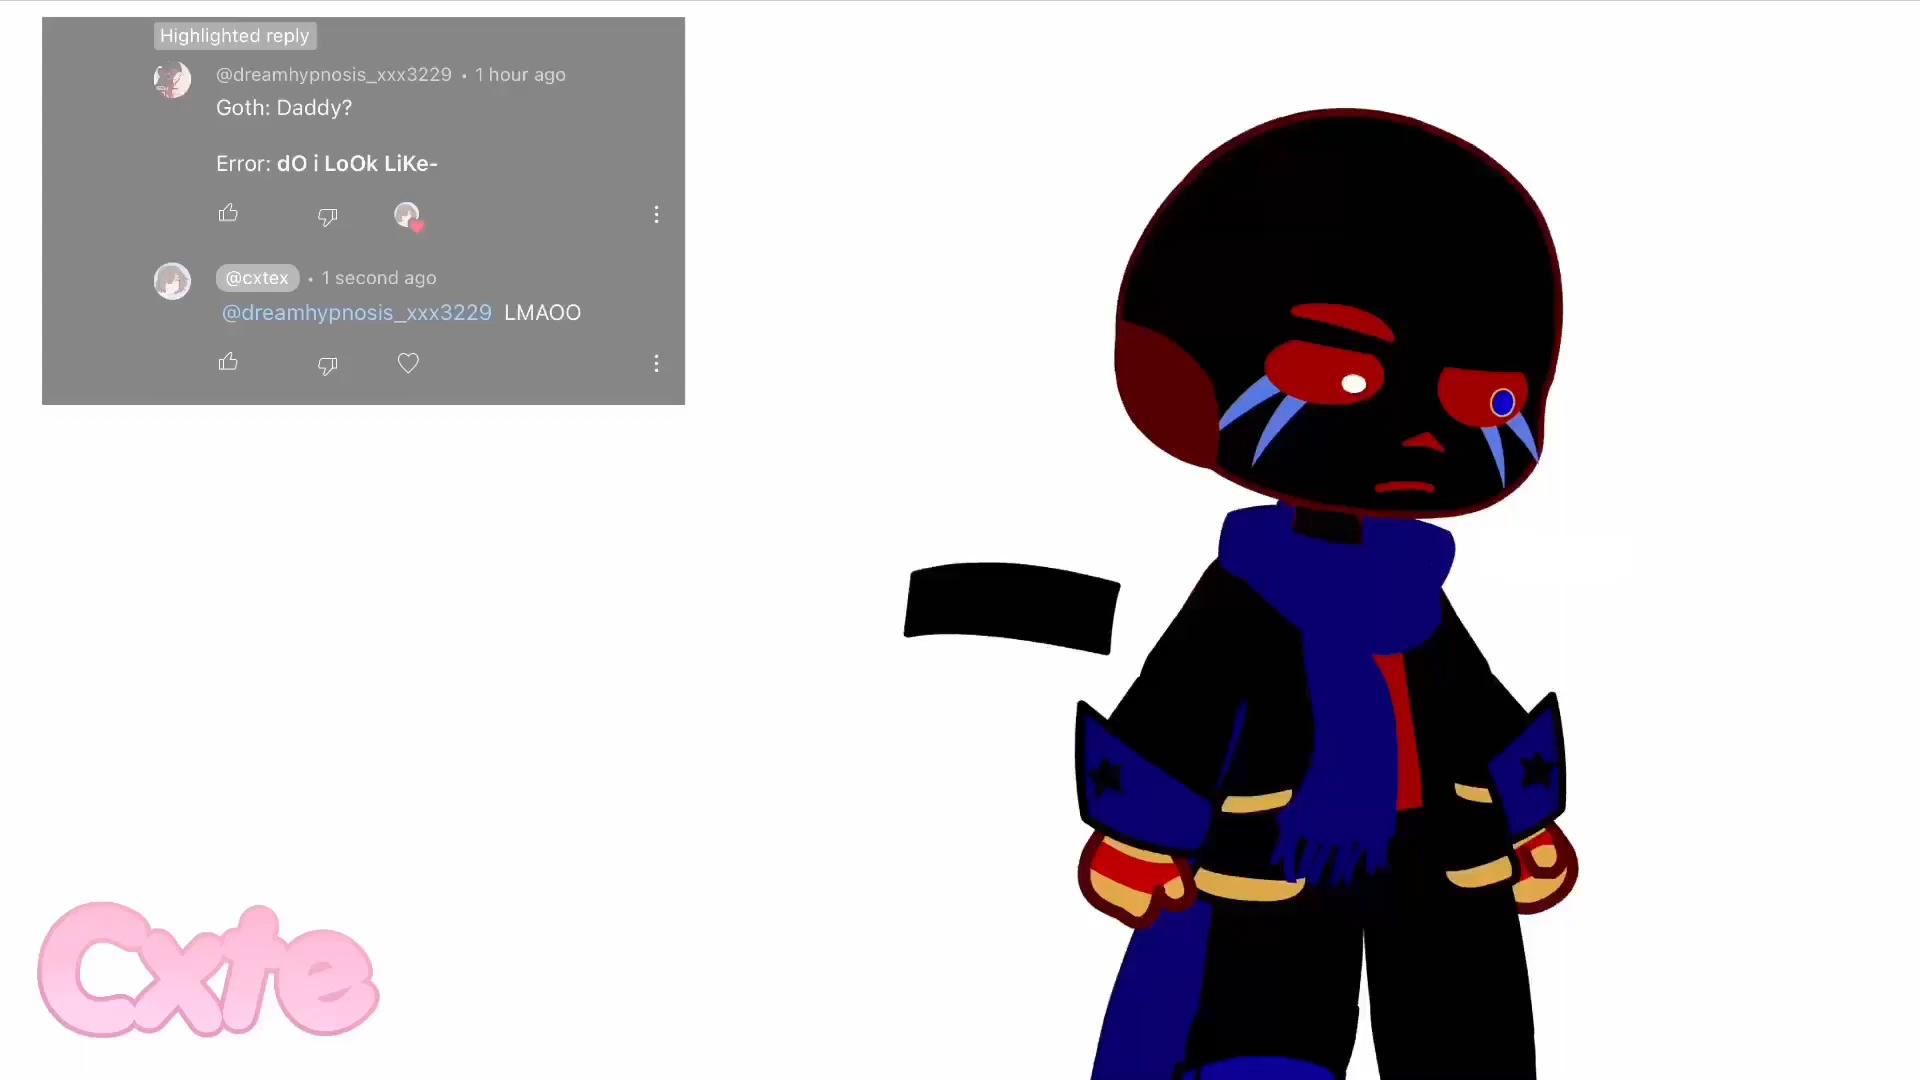 Highlighted reply
@dreamhypnosis_xxx3229 • 1 hour ago
Goth: Daddy?
Error: dO i LoOk LiKe-
@cxtex • 1 second ago
@dreamhypnosis_xxx3229 LMAOO
Cxte